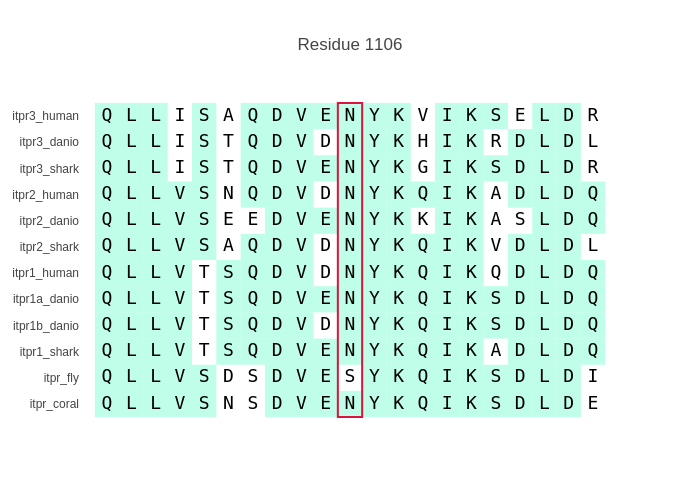 Residue 1106
itpr3_human Q L L I S A Q D V E N Y K V I K S E L D R
itpr3_danio Q L L I S T Q D V D N Y K H I K R D L D L
itpr3_shark Q L L I S T Q D V E N Y K G I K S D L D R
itpr2_human Q L L V S N Q D V D N Y K Q I K A D L D Q
itpr2_danio Q L L V S E E D V E N Y K K I K A S L D Q
itpr2_shark Q L L V S A Q D V D N Y K Q I K V D L D L
itpr1_human Q L L V T S Q D V D N Y K Q I K Q D L D Q
itpr1a_danio Q L L V T S Q D V E N Y K Q I K S D L D Q
itpr1b_danio Q L L V T S Q D V D N Y K Q I K S D L D Q
itpr1_shark Q L L V T S Q D V E N Y K Q I K A D L D Q
itpr_fly Q L L V S D S D V E S Y K Q I K S D L D I
itpr_coral Q L L V S N S D V E N Y K Q I K S D L D E